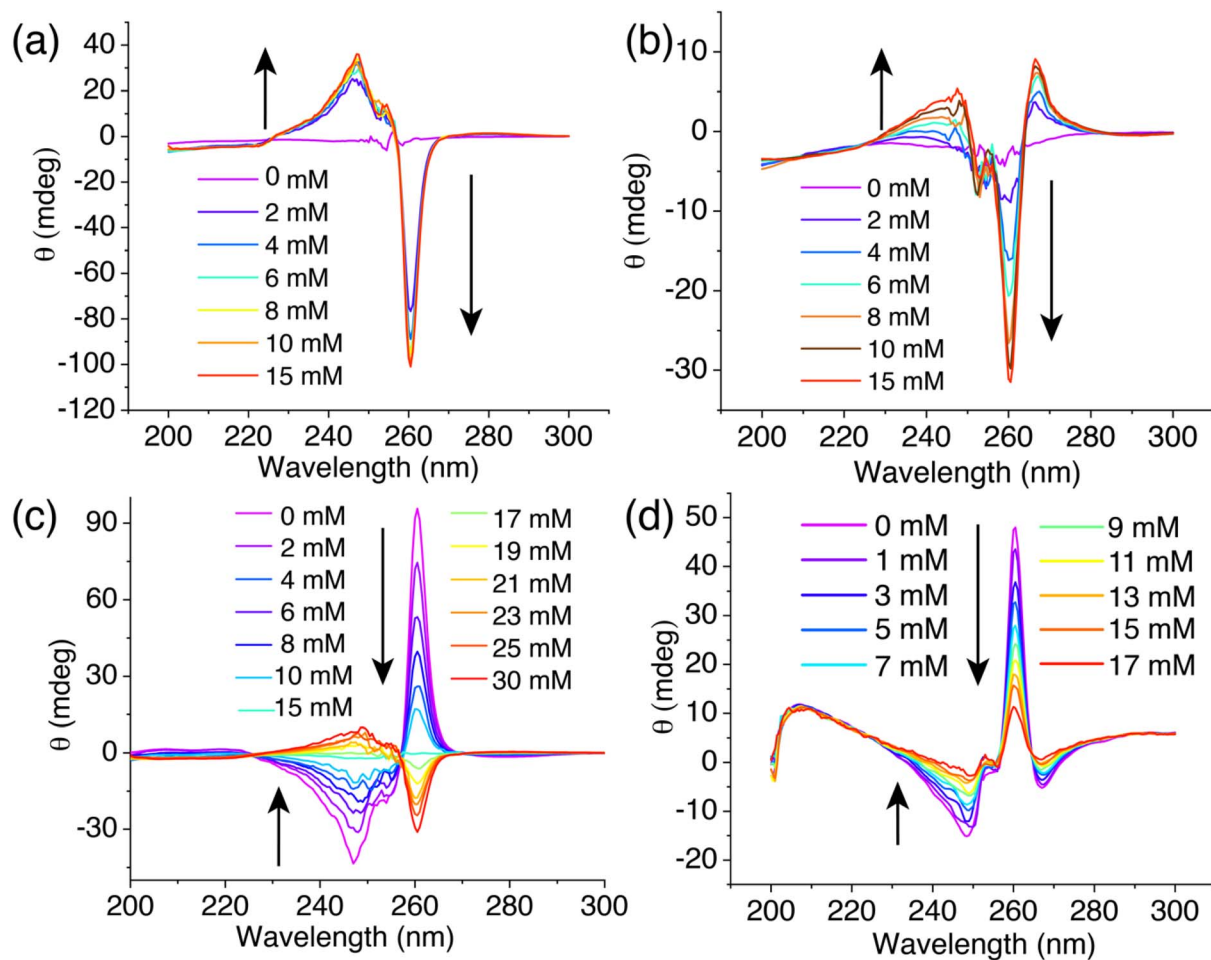 (a)
40
20
0
-20
-40
-60
-80
-100
-120
θ (mdeg)
0 mM
2 mM
4 mM
6 mM
8 mM
10 mM
15 mM
200 220 240 260 280 300
Wavelength (nm)
(b)
10
0
-10
-20
-30
θ (mdeg)
0 mM
2 mM
4 mM
6 mM
8 mM
10 mM
15 mM
200 220 240 260 280 300
Wavelength (nm)
(c)
90
60
30
0
-30
θ (mdeg)
0 mM
2 mM
4 mM
6 mM
8 mM
10 mM
15 mM
17 mM
19 mM
21 mM
23 mM
25 mM
30 mM
200 220 240 260 280 300
Wavelength (nm)
(d)
50
40
30
20
10
0
-10
-20
θ (mdeg)
0 mM
1 mM
3 mM
5 mM
7 mM
9 mM
11 mM
13 mM
15 mM
17 mM
200 220 240 260 280 300
Wavelength (nm)